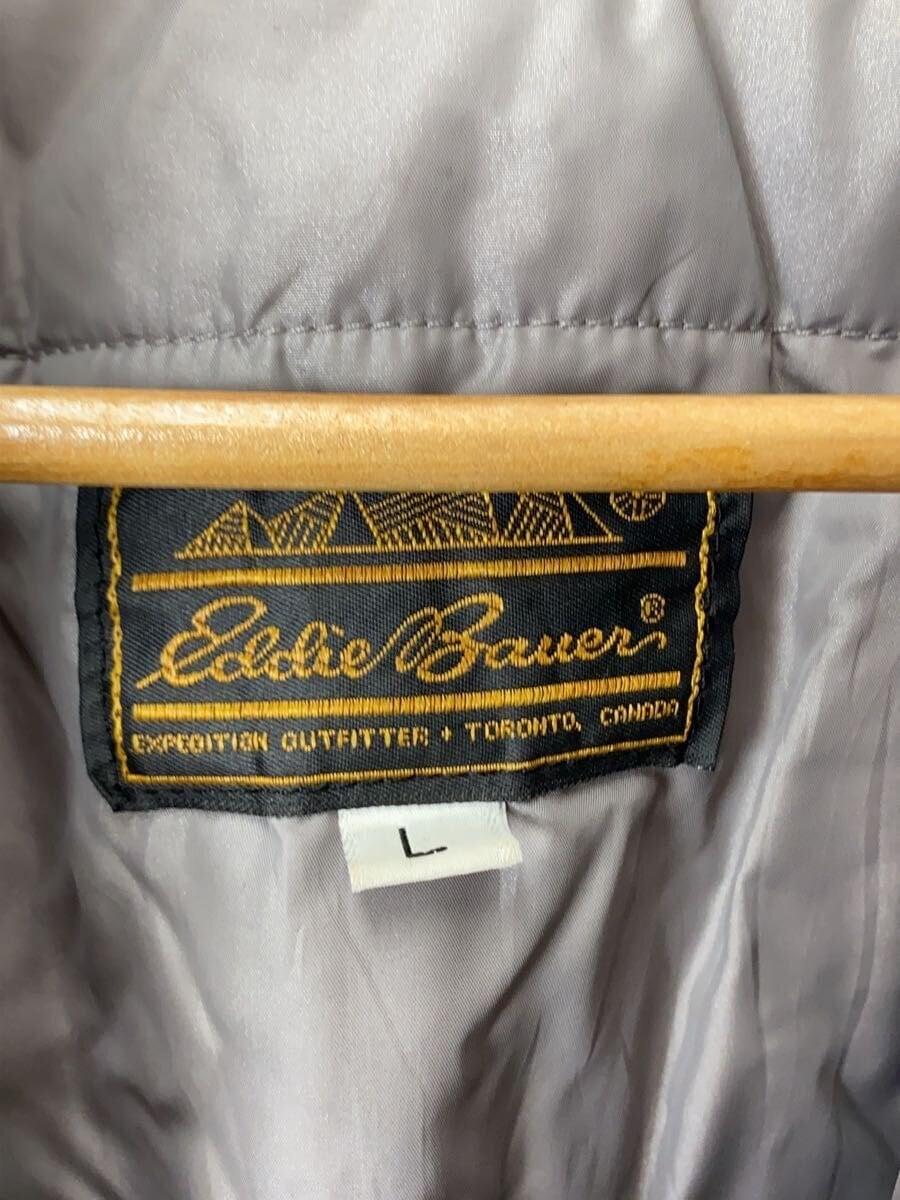 Eddie Bauer®
EXPEDITION OUTFITTER • TORONTO, CANADA
L